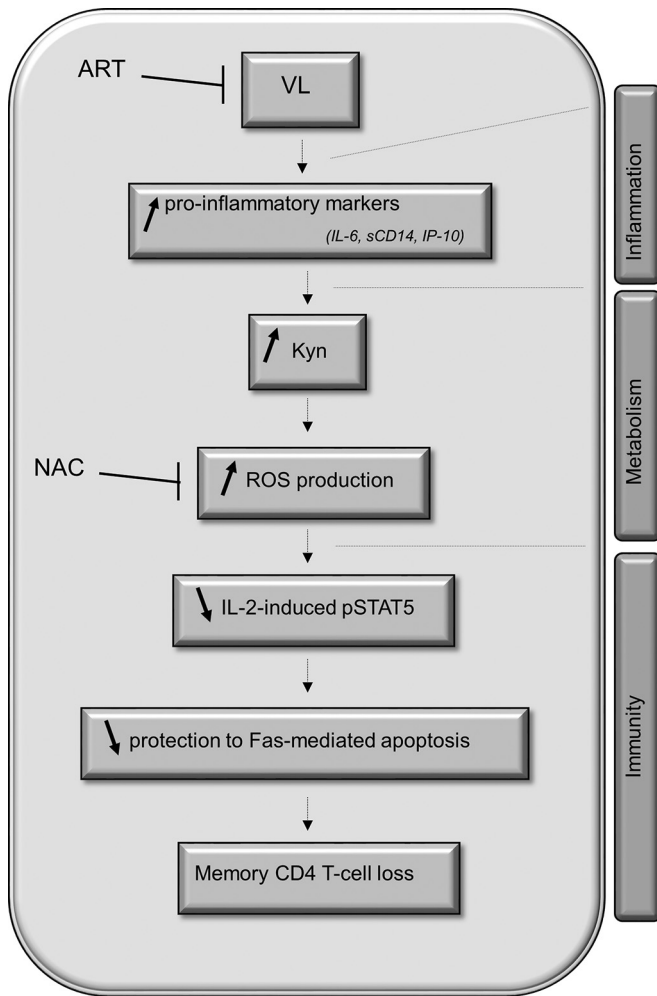 ART
VL
pro-inflammatory markers
(IL-6, sCD14, IP-10)
Kyn
NAC
ROS production
IL-2-induced pSTAT5
protection to Fas-mediated apoptosis
Memory CD4 T-cell loss
Inflammation
Metabolism
Immunity